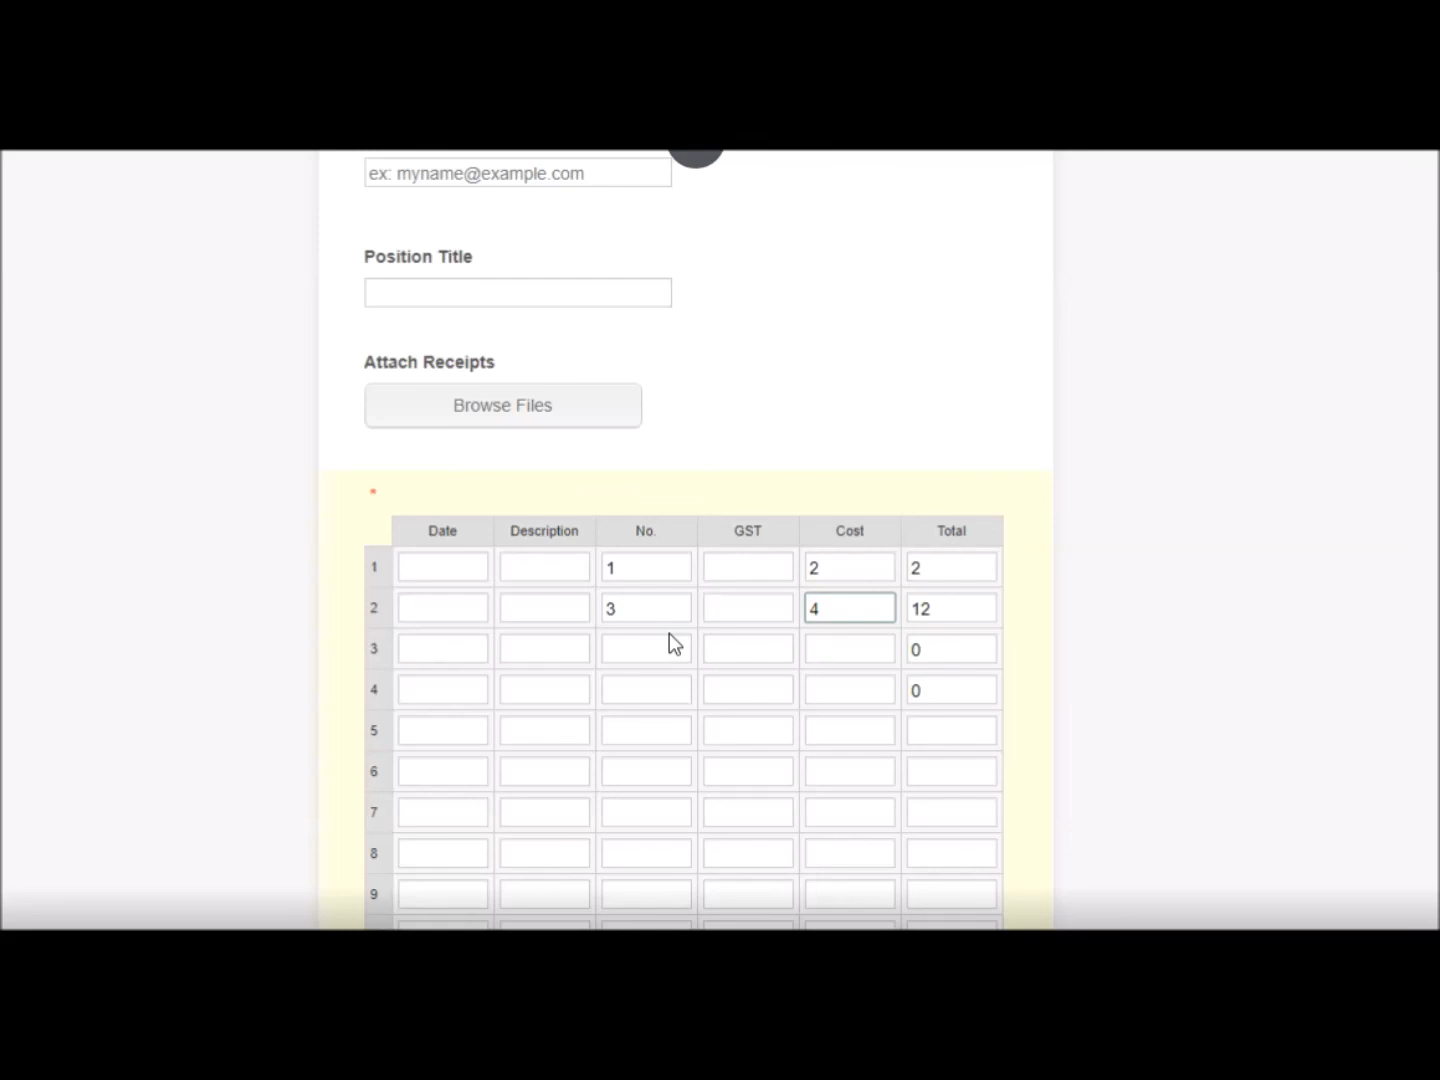 ex: myname@example.com
Position Title
Attach Receipts
Browse Files
*
Date Description No. GST Cost Total
1 1 2 2
2 3 4 12
3 0
4 0
5
6
7
8
9